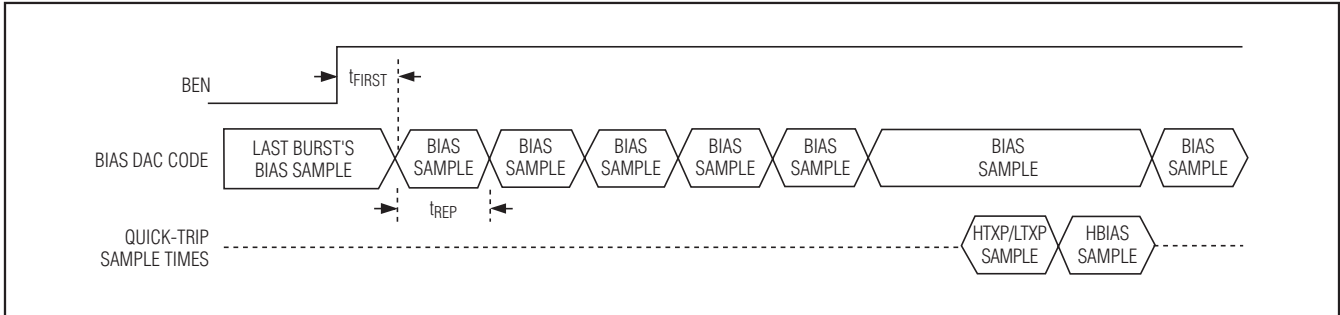 BEN
tFIRST
BIAS DAC CODE
LAST BURST'S
BIAS SAMPLE
BIAS
SAMPLE
BIAS
SAMPLE
BIAS
SAMPLE
BIAS
SAMPLE
BIAS
SAMPLE
BIAS
SAMPLE
BIAS
SAMPLE
tREP
QUICK-TRIP
SAMPLE TIMES
HTXP/LTXP
SAMPLE
HBIAS
SAMPLE